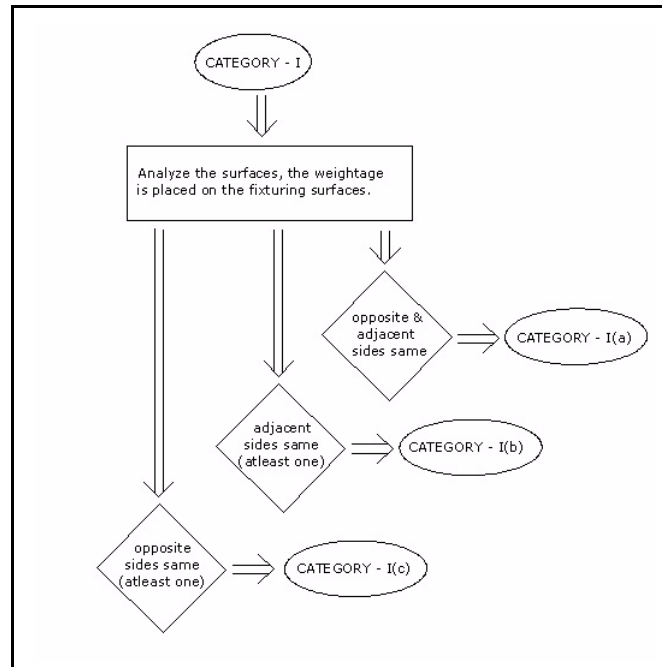 CATEGORY - I
Analyze the surfaces, the weightage
is placed on the fixturing surfaces.
opposite &
adjacent
sides same
CATEGORY - I(a)
adjacent
sides same
(atleast one)
CATEGORY - I(b)
opposite
sides same
(atleast one)
CATEGORY - I(c)